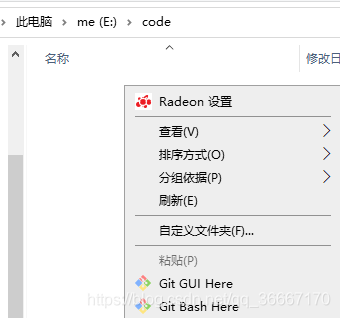 此电脑 > me (E:) > code
名称
修改日
Radeon 设置
查看(V)
排序方式(O)
分组依据(P)
刷新(E)
自定义文件夹(F)...
粘贴(P)
Git GUI Here
Git Bash Here
https://blog.csdn.net/qq_36667170